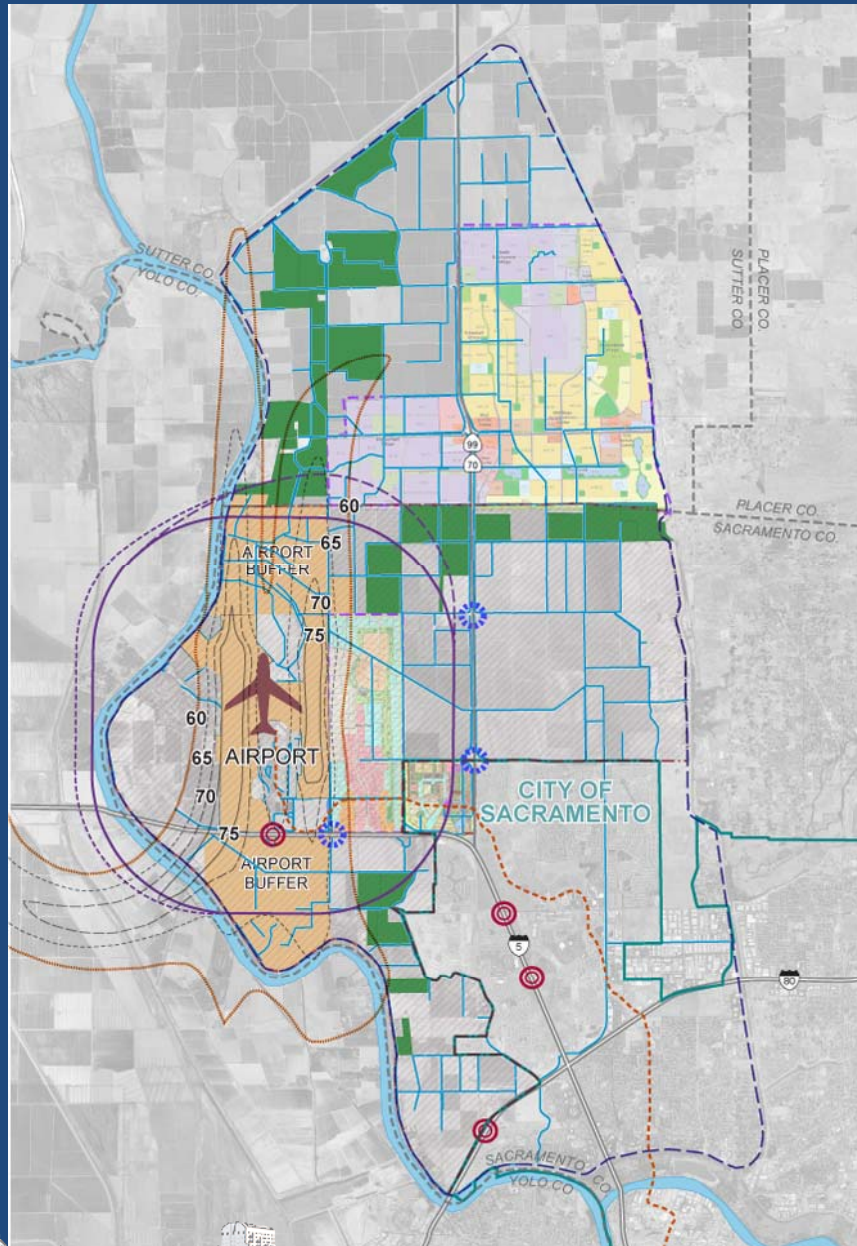 SUTTER CO.
YOLO CO.
PLACER CO.
SUTTER CO.
99
70
PLACER CO.
SACRAMENTO CO.
60
65
AIRPORT
BUFFER
70
75
60
65
AIRPORT
70
75
AIRPORT
BUFFER
CITY OF
SACRAMENTO
5
80
SACRAMENTO CO.
YOLO CO.